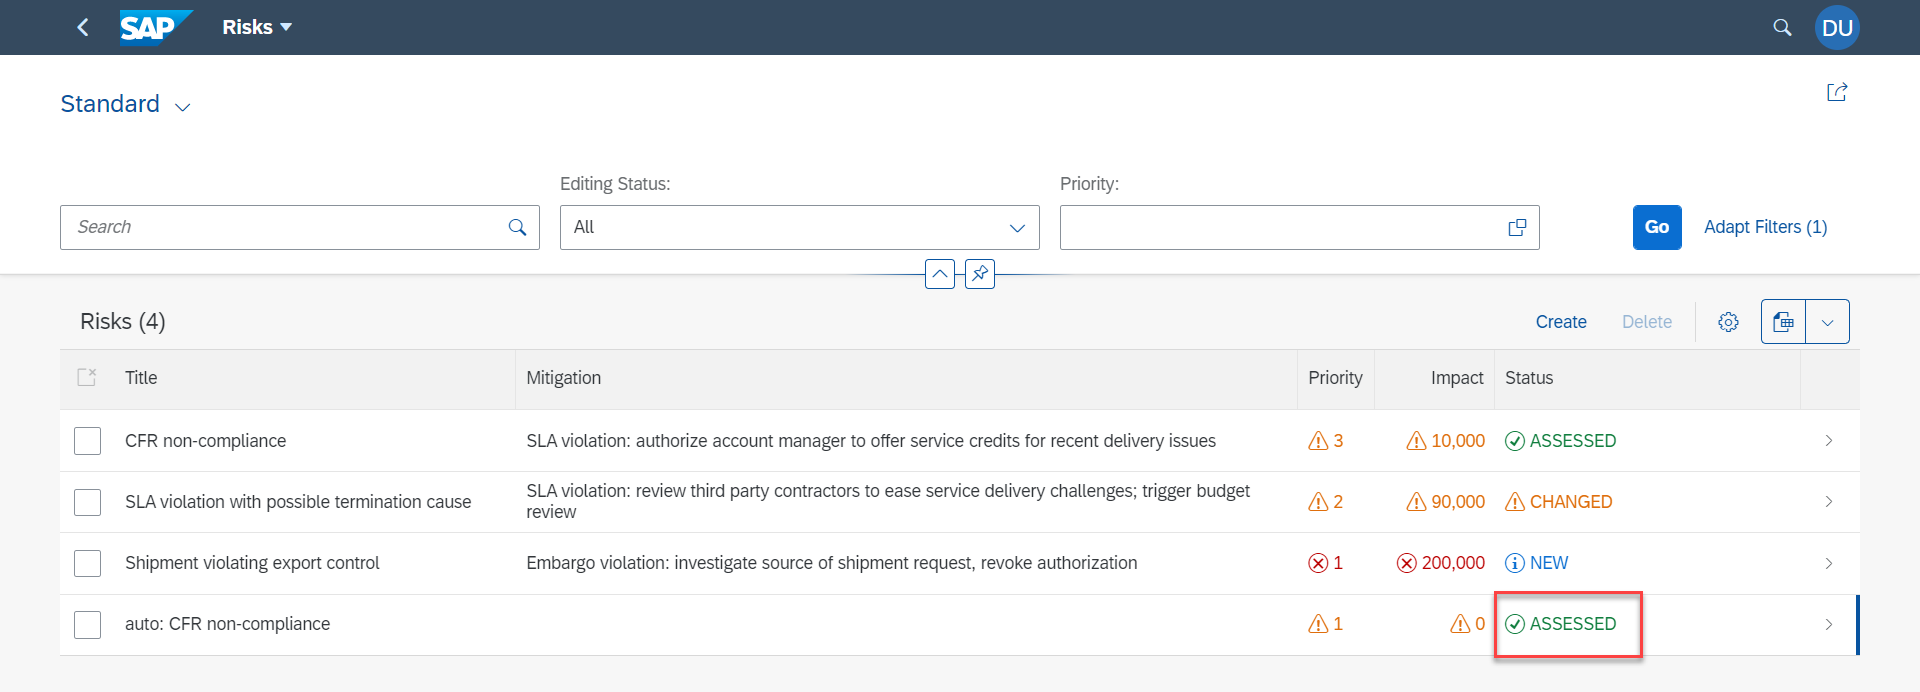 SAP Risks DU
Standard
Editing Status: Priority:
Search All Go Adapt Filters (1)
Risks (4) Create Delete
Title Mitigation Priority Impact Status
CFR non-compliance SLA violation: authorize account manager to offer service credits for recent delivery issues 3 10,000 ASSESSED
SLA violation with possible termination cause SLA violation: review third party contractors to ease service delivery challenges; trigger budget 2 90,000 CHANGED
review
Shipment violating export control Embargo violation: investigate source of shipment request, revoke authorization 1 200,000 NEW
auto: CFR non-compliance 1 0 ASSESSED